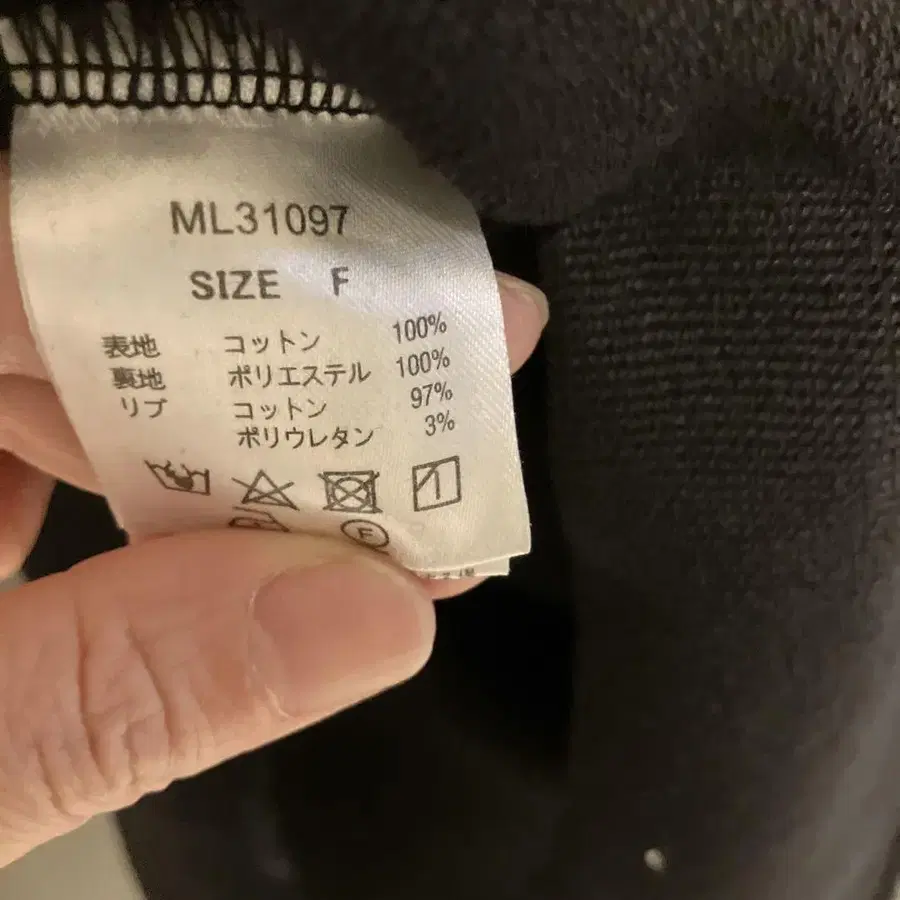 ML31097
SIZE F
表地 コットン 100%
裏地 ポリエステル 100%
リブ コットン 97%
ポリウレタン 3%
F